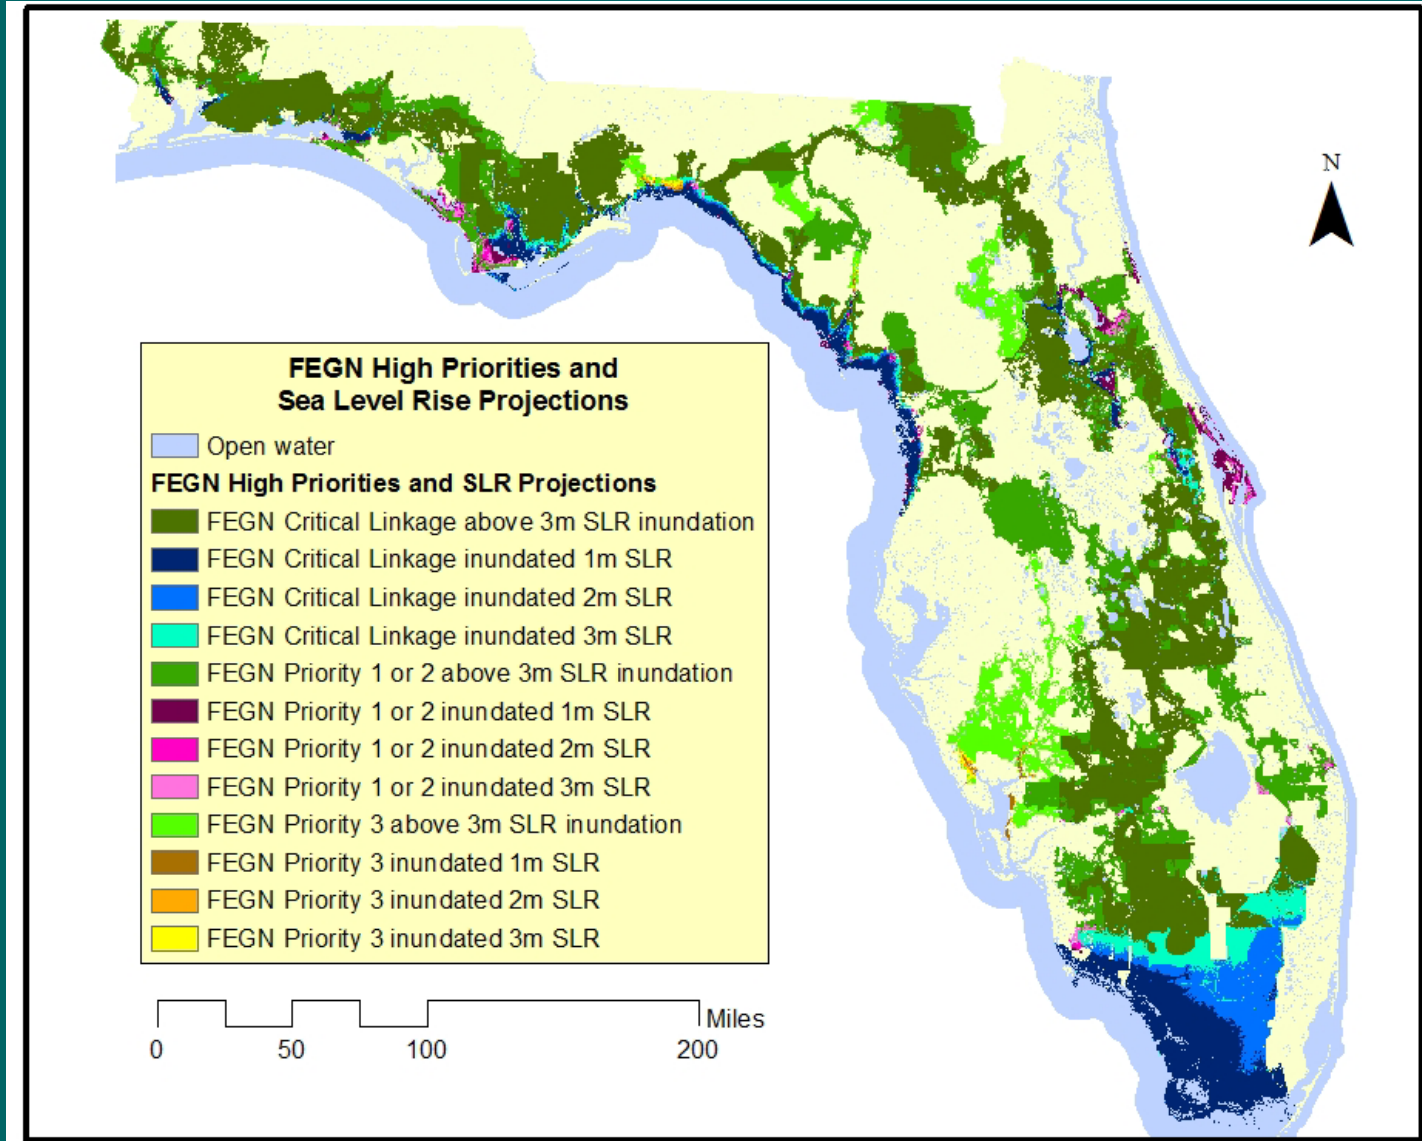 N
FEGN High Priorities and
Sea Level Rise Projections
Open water
FEGN High Priorities and SLR Projections
FEGN Critical Linkage above 3m SLR inundation
FEGN Critical Linkage inundated 1m SLR
FEGN Critical Linkage inundated 2m SLR
FEGN Critical Linkage inundated 3m SLR
FEGN Priority 1 or 2 above 3m SLR inundation
FEGN Priority 1 or 2 inundated 1m SLR
FEGN Priority 1 or 2 inundated 2m SLR
FEGN Priority 1 or 2 inundated 3m SLR
FEGN Priority 3 above 3m SLR inundation
FEGN Priority 3 inundated 1m SLR
FEGN Priority 3 inundated 2m SLR
FEGN Priority 3 inundated 3m SLR
Miles
0 50 100 200